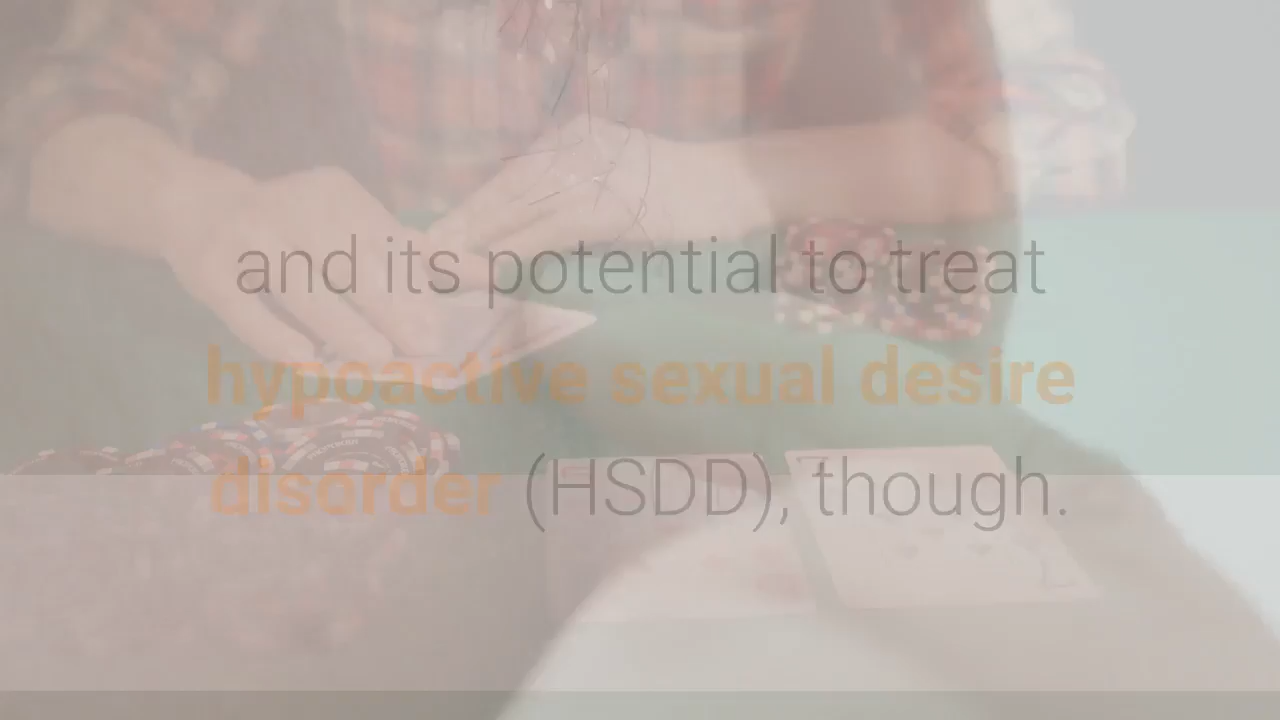 and its potential to treat
hypoactive sexual desire
disorder (HSDD), though.